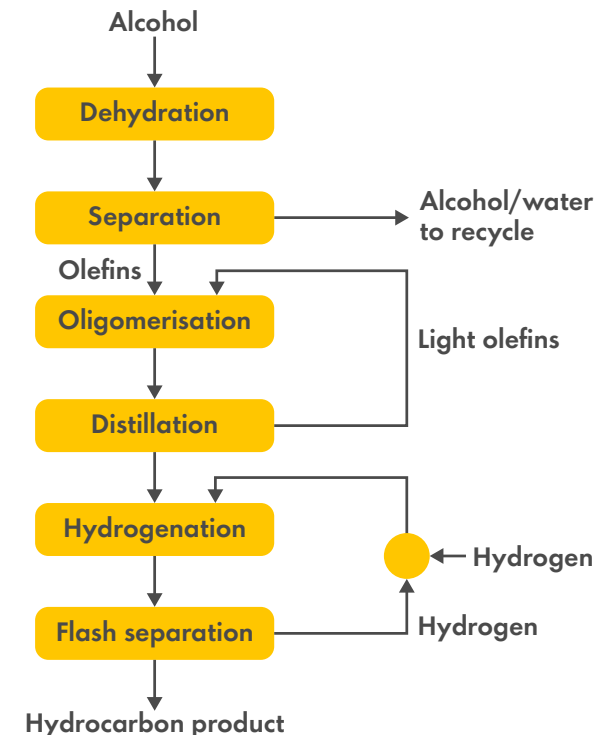 Alcohol
Dehydration
Separation
Alcohol/water
to recycle
Olefins
Oligomerisation
Light olefins
Distillation
Hydrogenation
Hydrogen
Flash separation
Hydrogen
Hydrocarbon product